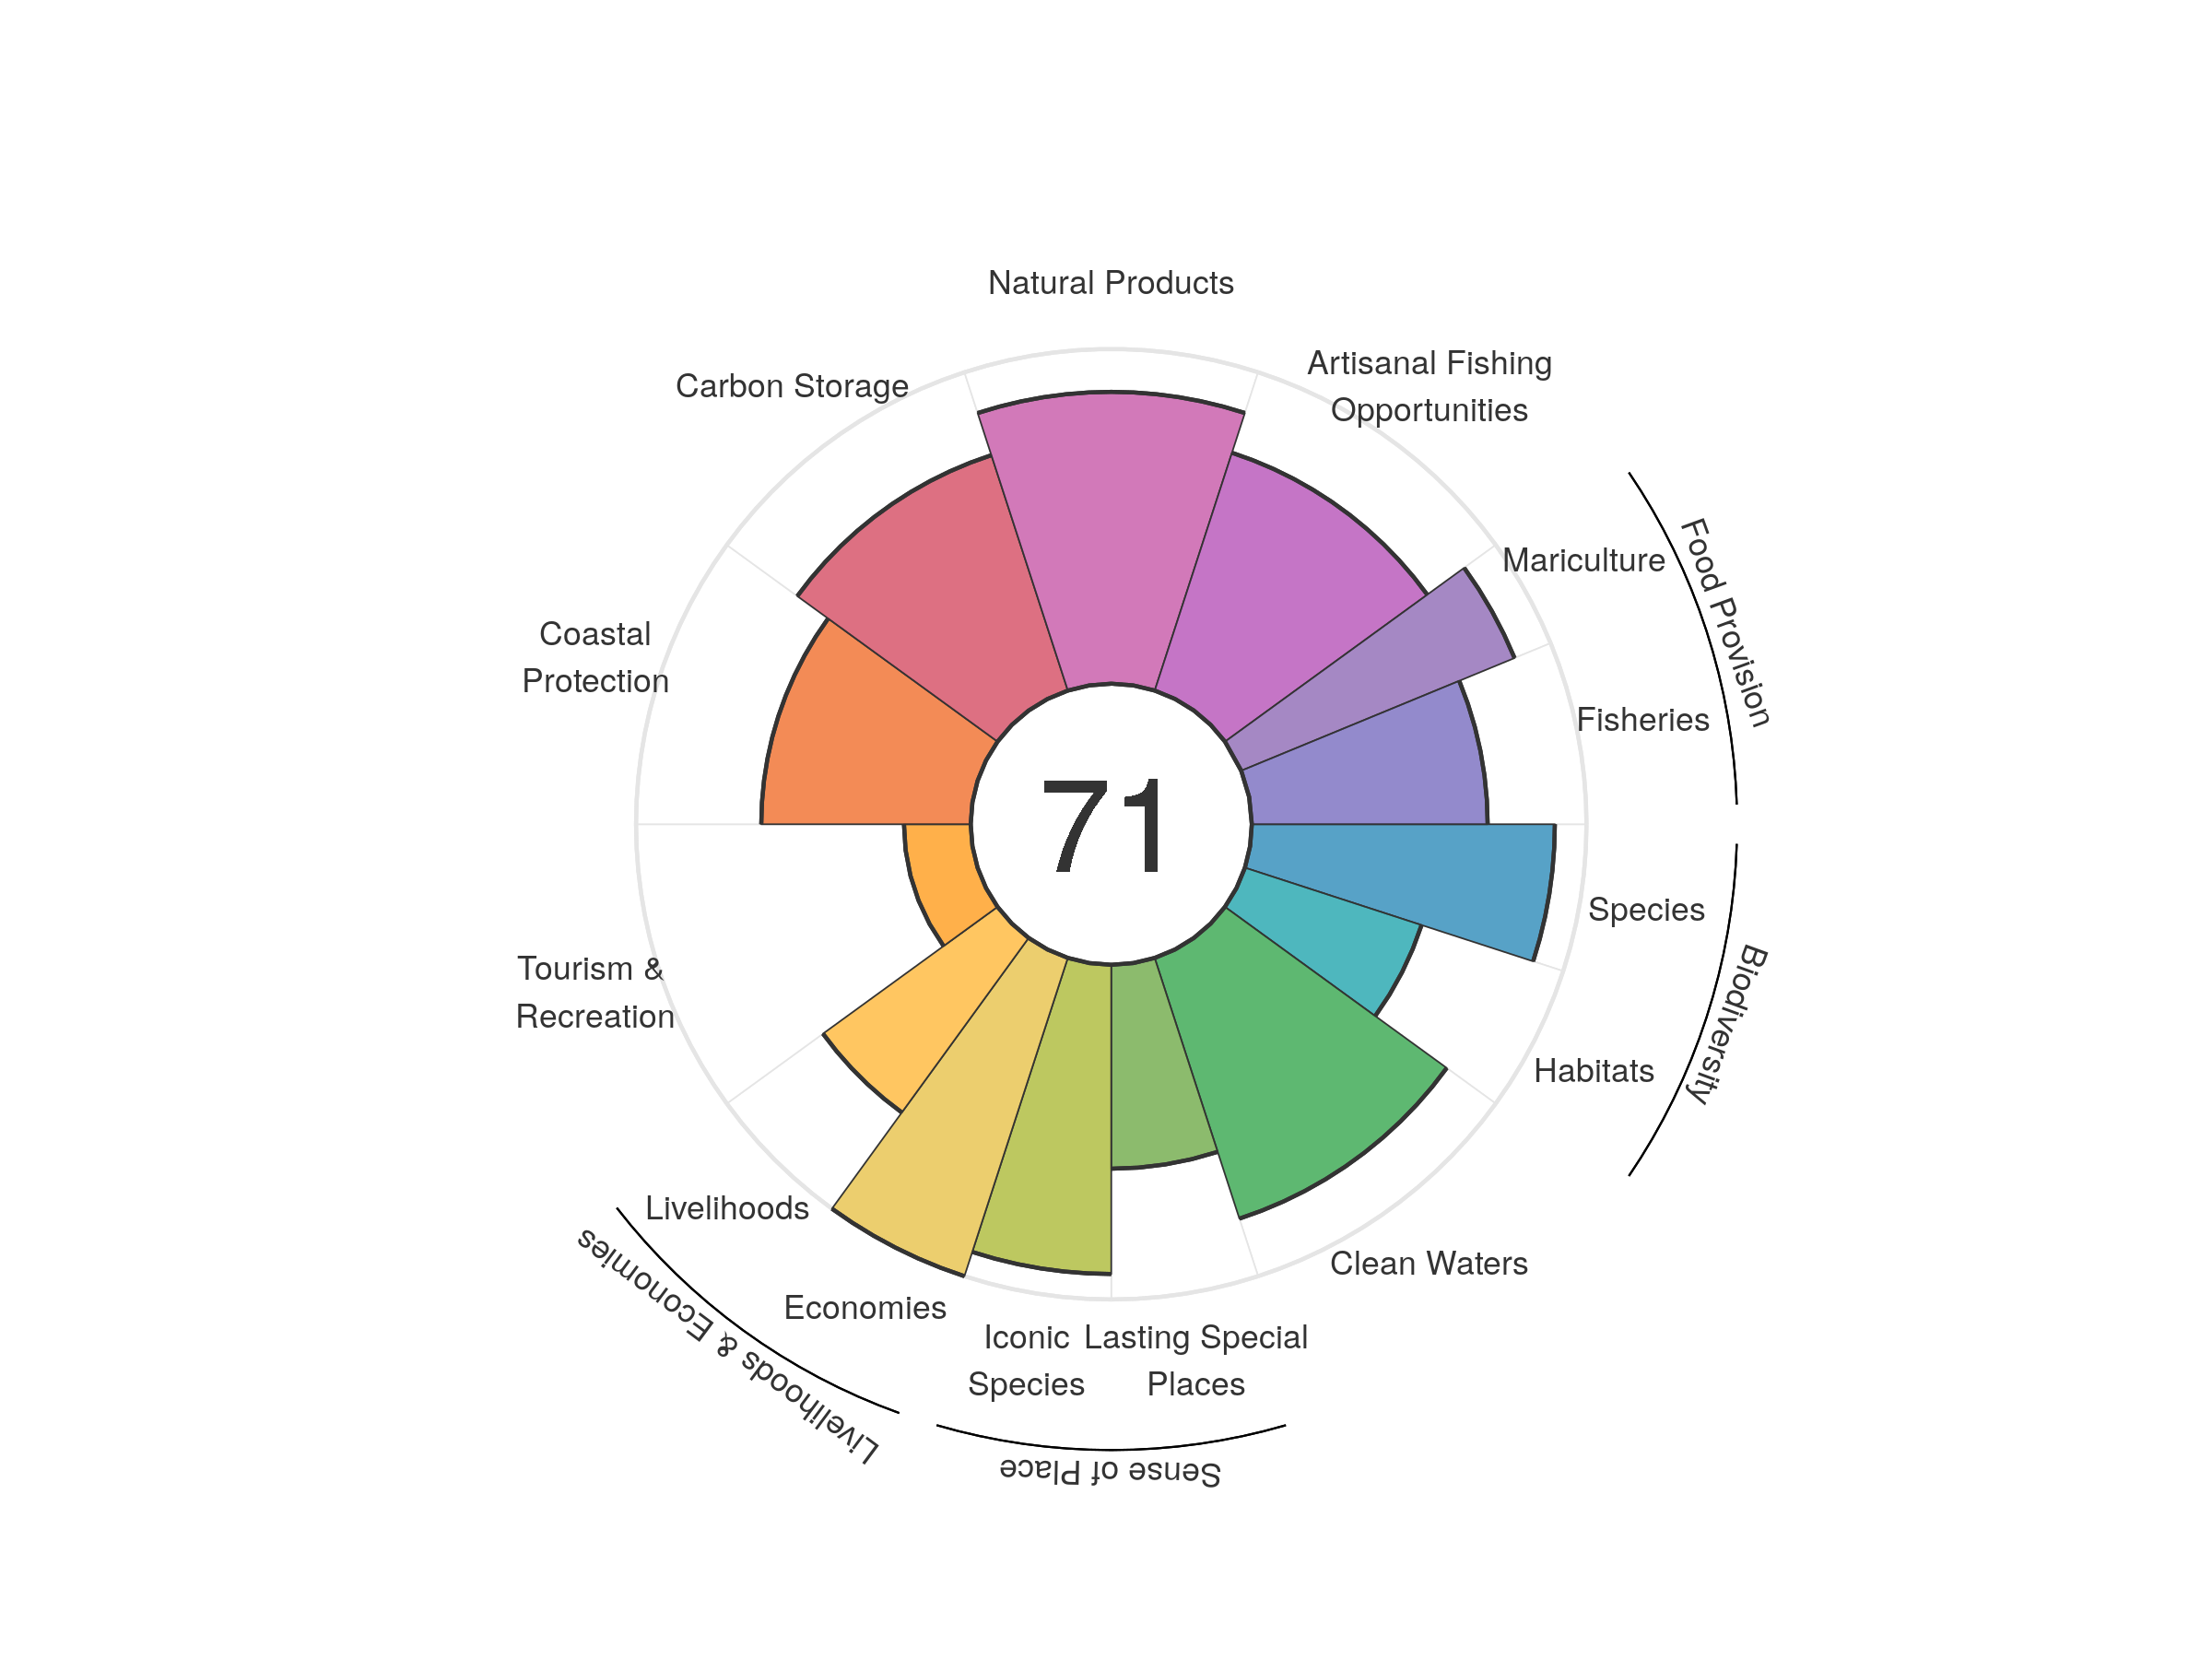 Natural Products
Artisanal Fishing
Opportunities
Carbon Storage
Mariculture
Food Provision
Coastal
Protection
Fisheries
71
Species
Biodiversity
Tourism &
Recreation
Habitats
Livelihoods
Clean Waters
Economies
Livelihoods & Economies
Iconic
Species
Lasting Special
Places
Sense of Place